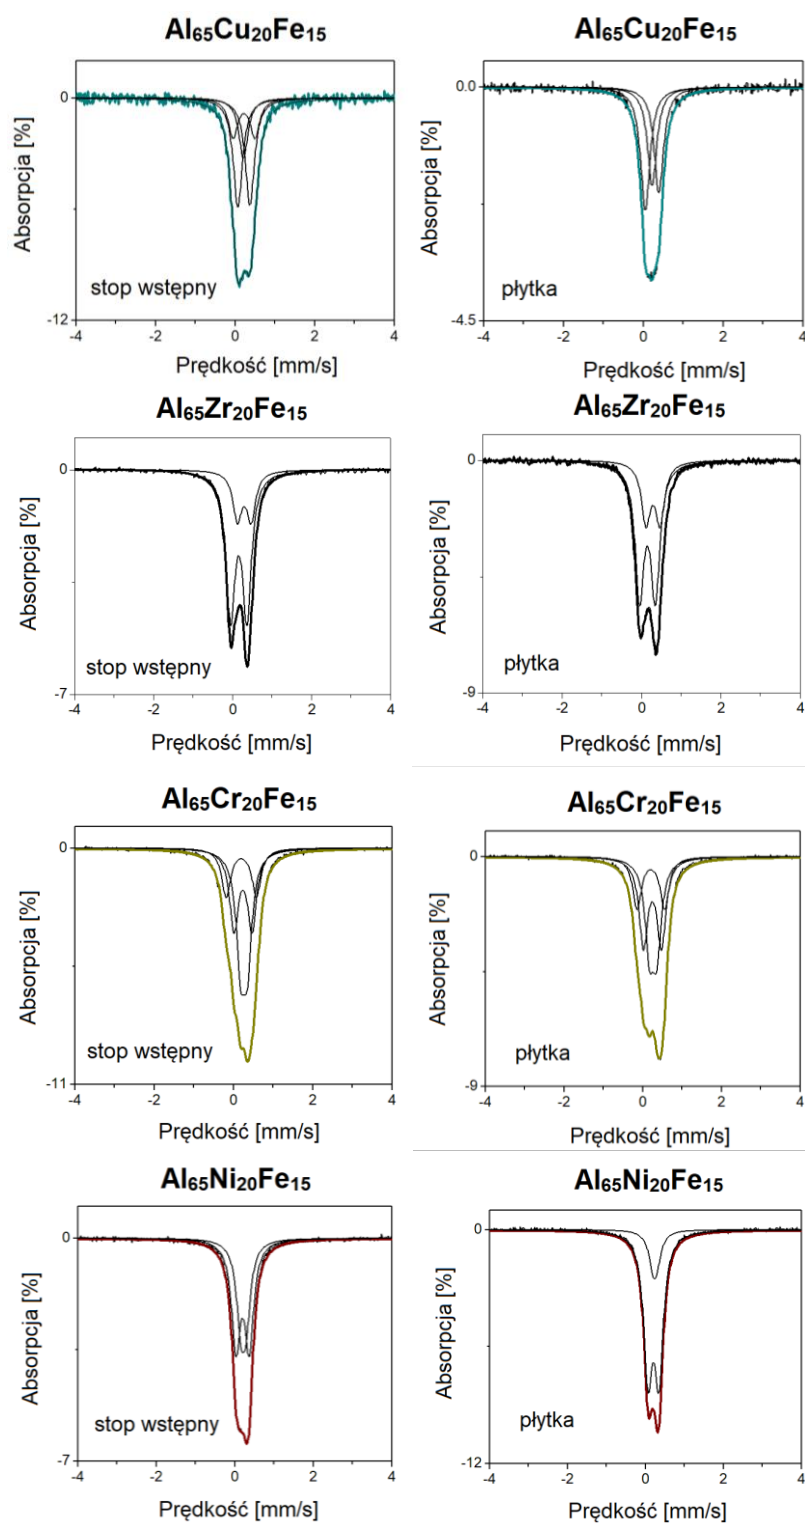 Al₆₅Cu₂₀Fe₁₅
0
Absorpcja [%]
stop wstępny
-12
-4 -2 0 2 4
Prędkość [mm/s]
Al₆₅Cu₂₀Fe₁₅
0.0
Absorpcja [%]
płytka
-4.5
-4 -2 0 2 4
Prędkość [mm/s]
Al₆₅Zr₂₀Fe₁₅
0
Absorpcja [%]
stop wstępny
-7
-4 -2 0 2 4
Prędkość [mm/s]
Al₆₅Zr₂₀Fe₁₅
0
Absorpcja [%]
płytka
-9
-4 -2 0 2 4
Prędkość [mm/s]
Al₆₅Cr₂₀Fe₁₅
0
Absorpcja [%]
stop wstępny
-11
-4 -2 0 2 4
Prędkość [mm/s]
Al₆₅Cr₂₀Fe₁₅
0
Absorpcja [%]
płytka
-9
-4 -2 0 2 4
Prędkość [mm/s]
Al₆₅Ni₂₀Fe₁₅
0
Absorpcja [%]
stop wstępny
-7
-4 -2 0 2 4
Prędkość [mm/s]
Al₆₅Ni₂₀Fe₁₅
0
Absorpcja [%]
płytka
-12
-4 -2 0 2 4
Prędkość [mm/s]